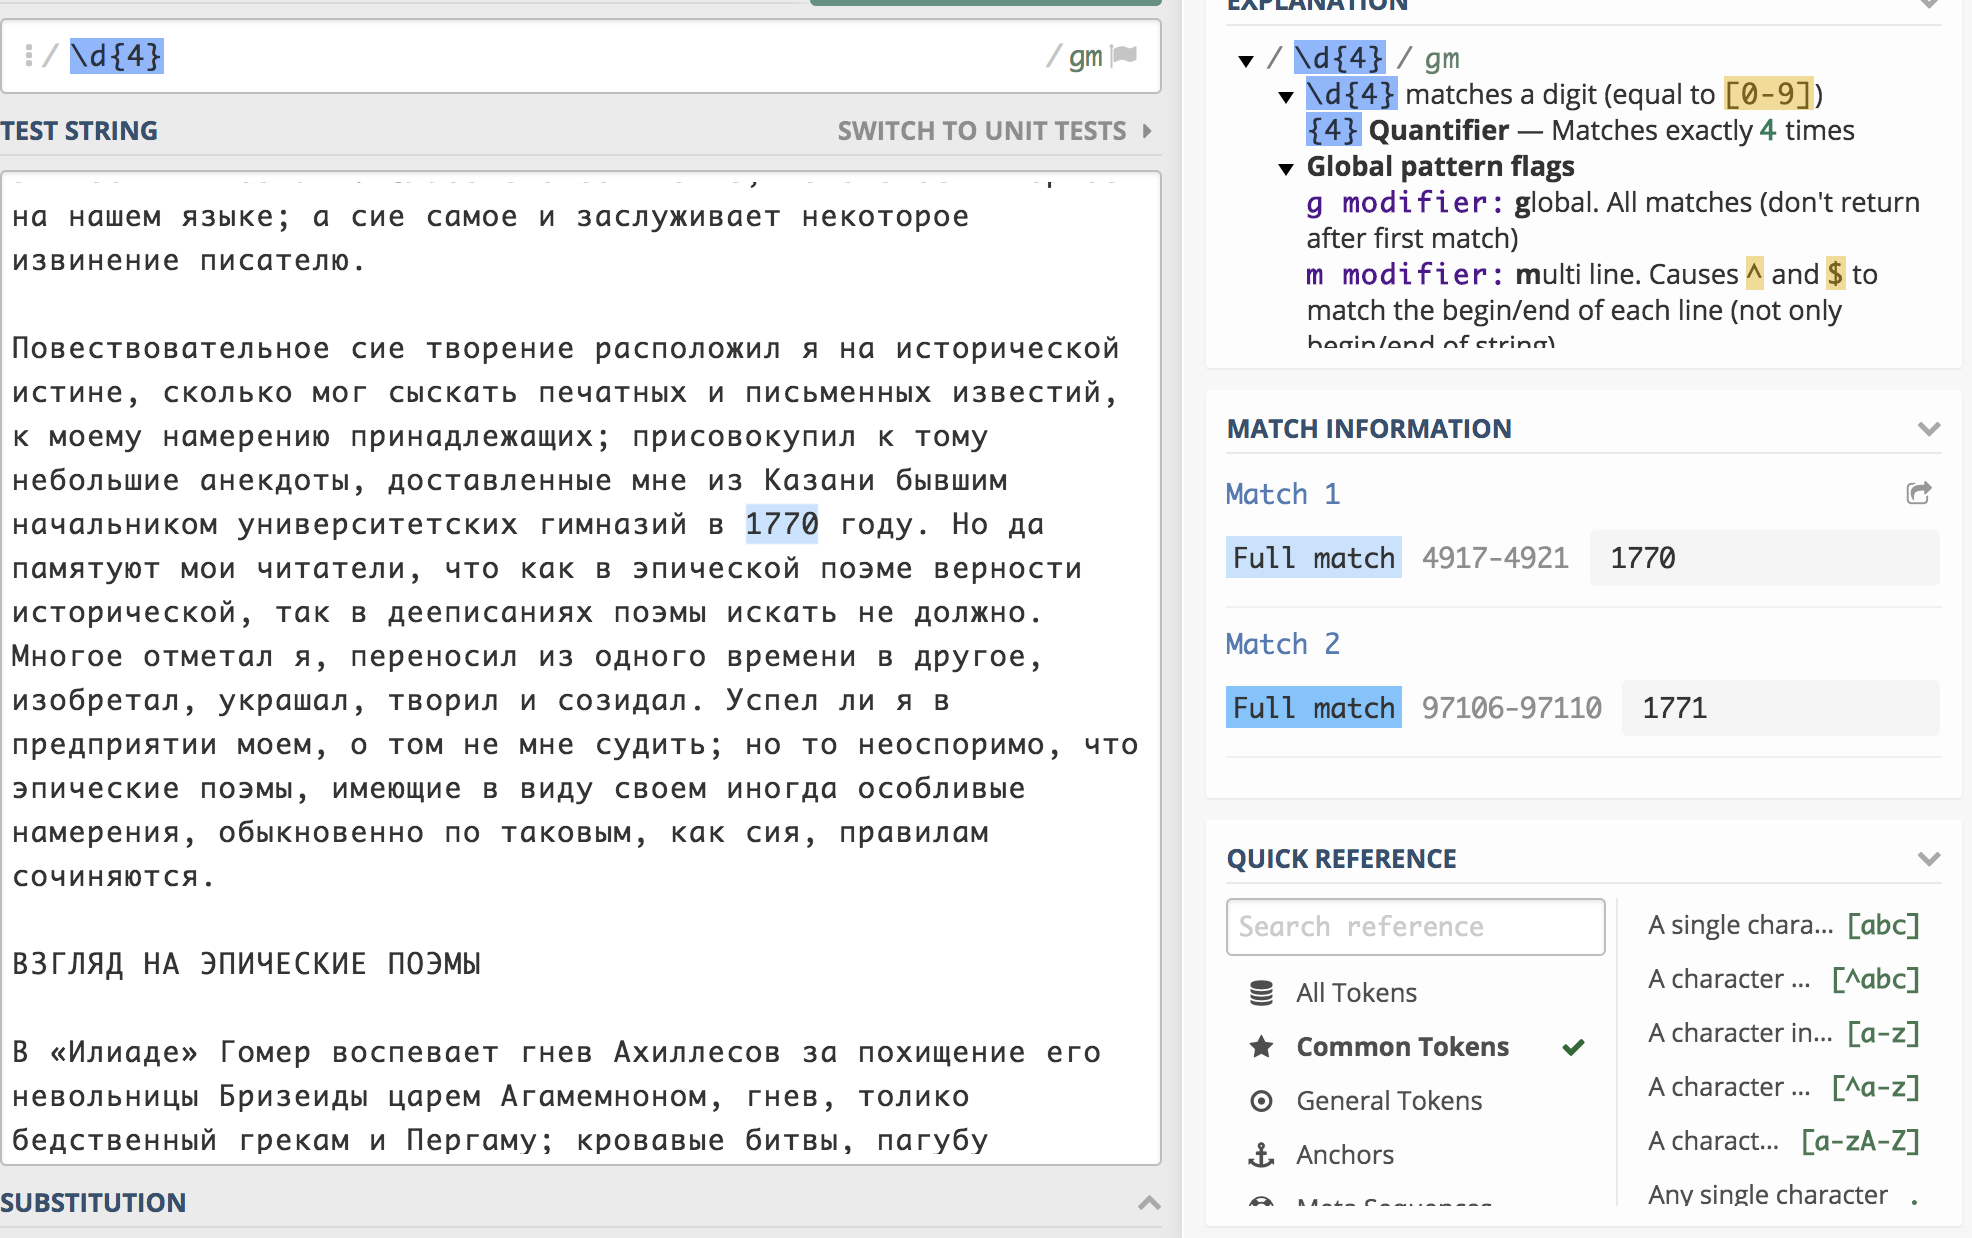 EXPLANATION
/ \d{4} / gm
TEST STRING
SWITCH TO UNIT TESTS
на нашем языке; а сие самое и заслуживает некоторое
извинение писателю.
Повествовательное сие творение расположил я на исторической
истине, сколько мог сыскать печатных и письменных известий,
к моему намерению принадлежащих; присовокупил к тому
небольшие анекдоты, доставленные мне из Казани бывшим
начальником университетских гимназий в 1770 году. Но да
памятуют мои читатели, что как в эпической поэме верности
исторической, так в дееписаниях поэмы искать не должно.
Многое отметал я, переносил из одного времени в другое,
изобретал, украшал, творил и созидал. Успел ли я в
предприятии моем, о том не мне судить; но то неоспоримо, что
эпические поэмы, имеющие в виду своем иногда особливые
намерения, обыкновенно по таковым, как сия, правилам
сочиняются.
ВЗГЛЯД НА ЭПИЧЕСКИЕ ПОЭМЫ
В «Илиаде» Гомер воспевает гнев Ахиллесов за похищение его
невольницы Бризеиды царем Агамемноном, гнев, толико
бедственный грекам и Пергаму; кровавые битвы, пагубу
SUBSTITUTION
/ \d{4} / gm
\d{4} matches a digit (equal to [0-9])
{4} Quantifier — Matches exactly 4 times
Global pattern flags
g modifier: global. All matches (don't return
after first match)
m modifier: multi line. Causes ^ and $ to
match the begin/end of each line (not only
begin/end of string)
MATCH INFORMATION
Match 1
Full match 4917-4921 1770
Match 2
Full match 97106-97110 1771
QUICK REFERENCE
Search reference
All Tokens
Common Tokens
General Tokens
Anchors
Meta Sequences
A single chara... [abc]
A character ... [^abc]
A character in... [a-z]
A character ... [^a-z]
A charact... [a-zA-Z]
Any single character .